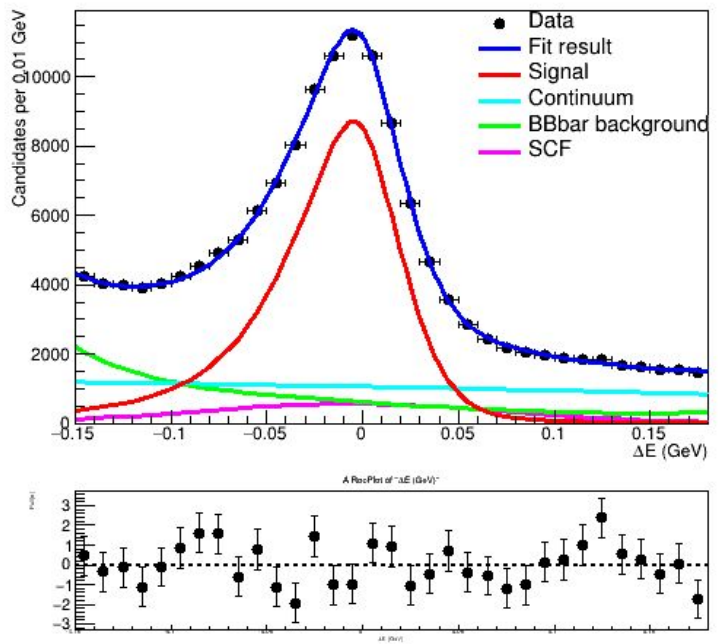 Candidates per 0.01 GeV
Data
Fit result
Signal
Continuum
BBbar background
SCF
10000
8000
6000
4000
2000
0
−0.15 −0.1 −0.05 0 0.05 0.1 0.15
ΔE (GeV)
A RooPlot of "ΔE (GeV)"
3
2
1
0
−1
−2
−3
ΔE (GeV)